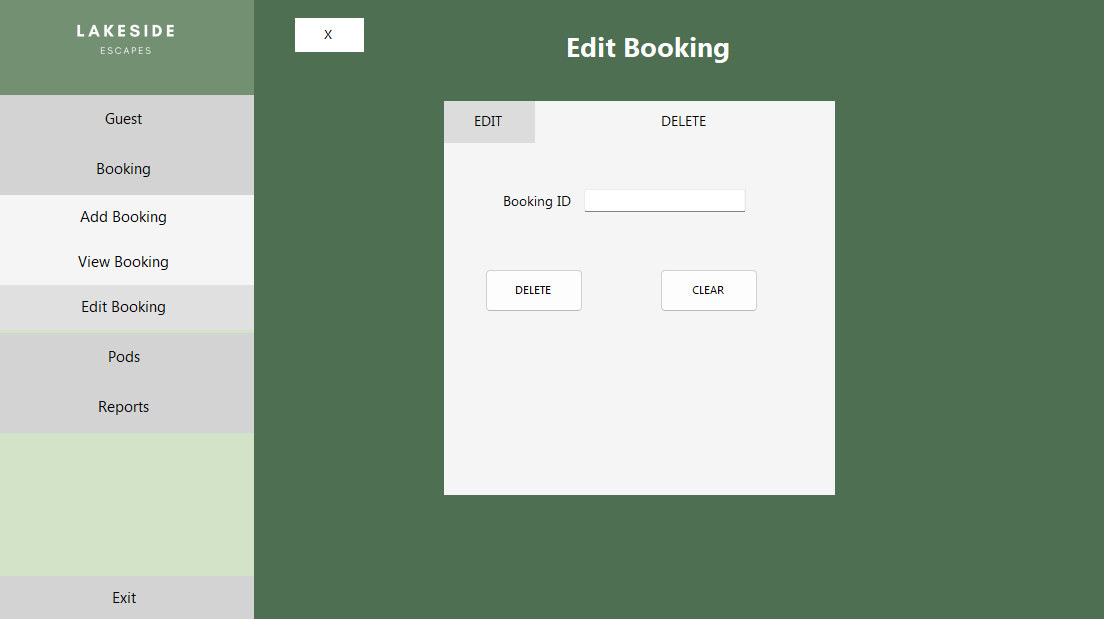 LAKESIDE
ESCAPES
Guest
Booking
Add Booking
View Booking
Edit Booking
Pods
Reports
Exit
X
Edit Booking
EDIT
DELETE
Booking ID
DELETE
CLEAR